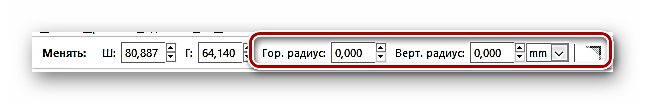 Менять: Ш: 80,887 Г: 64,140 Гор. радиус: 0,000 Верт. радиус: 0,000 mm